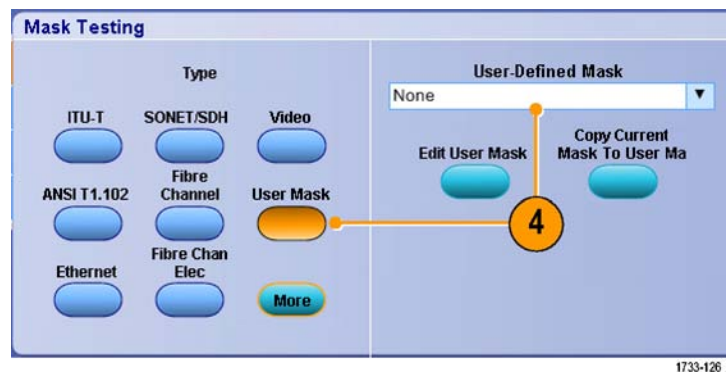 Mask Testing
Type
ITU-T
SONET/SDH
Video
ANSI T1.102
Fibre
Channel
User Mask
Ethernet
Fibre Chan
Elec
More
User-Defined Mask
None
Edit User Mask
Copy Current
Mask To User Ma
4
1733-126